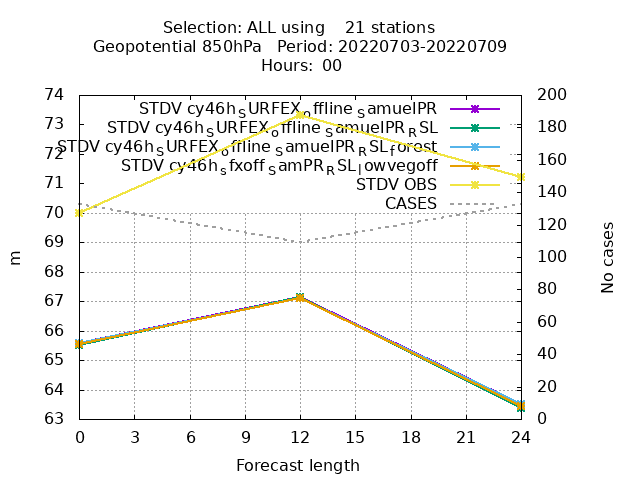 Selection: ALL using 21 stations
Geopotential 850hPa Period: 20220703-20220709
Hours: 00
74
73
72
71
70
69
68
67
66
65
64
63
m
STDV cy46h_SURFEX_offline_SamuelPR
STDV cy46h_SURFEX_offline_SamuelPR_RSL
STDV cy46h_SURFEX_offline_SamuelPR_RSL_forest
STDV cy46h_sfxoff_SamPR_RSL_lowvegoff
STDV OBS
CASES
200
180
160
140
120
100
80
60
40
20
0
No cases
0 3 6 9 12 15 18 21 24
Forecast length